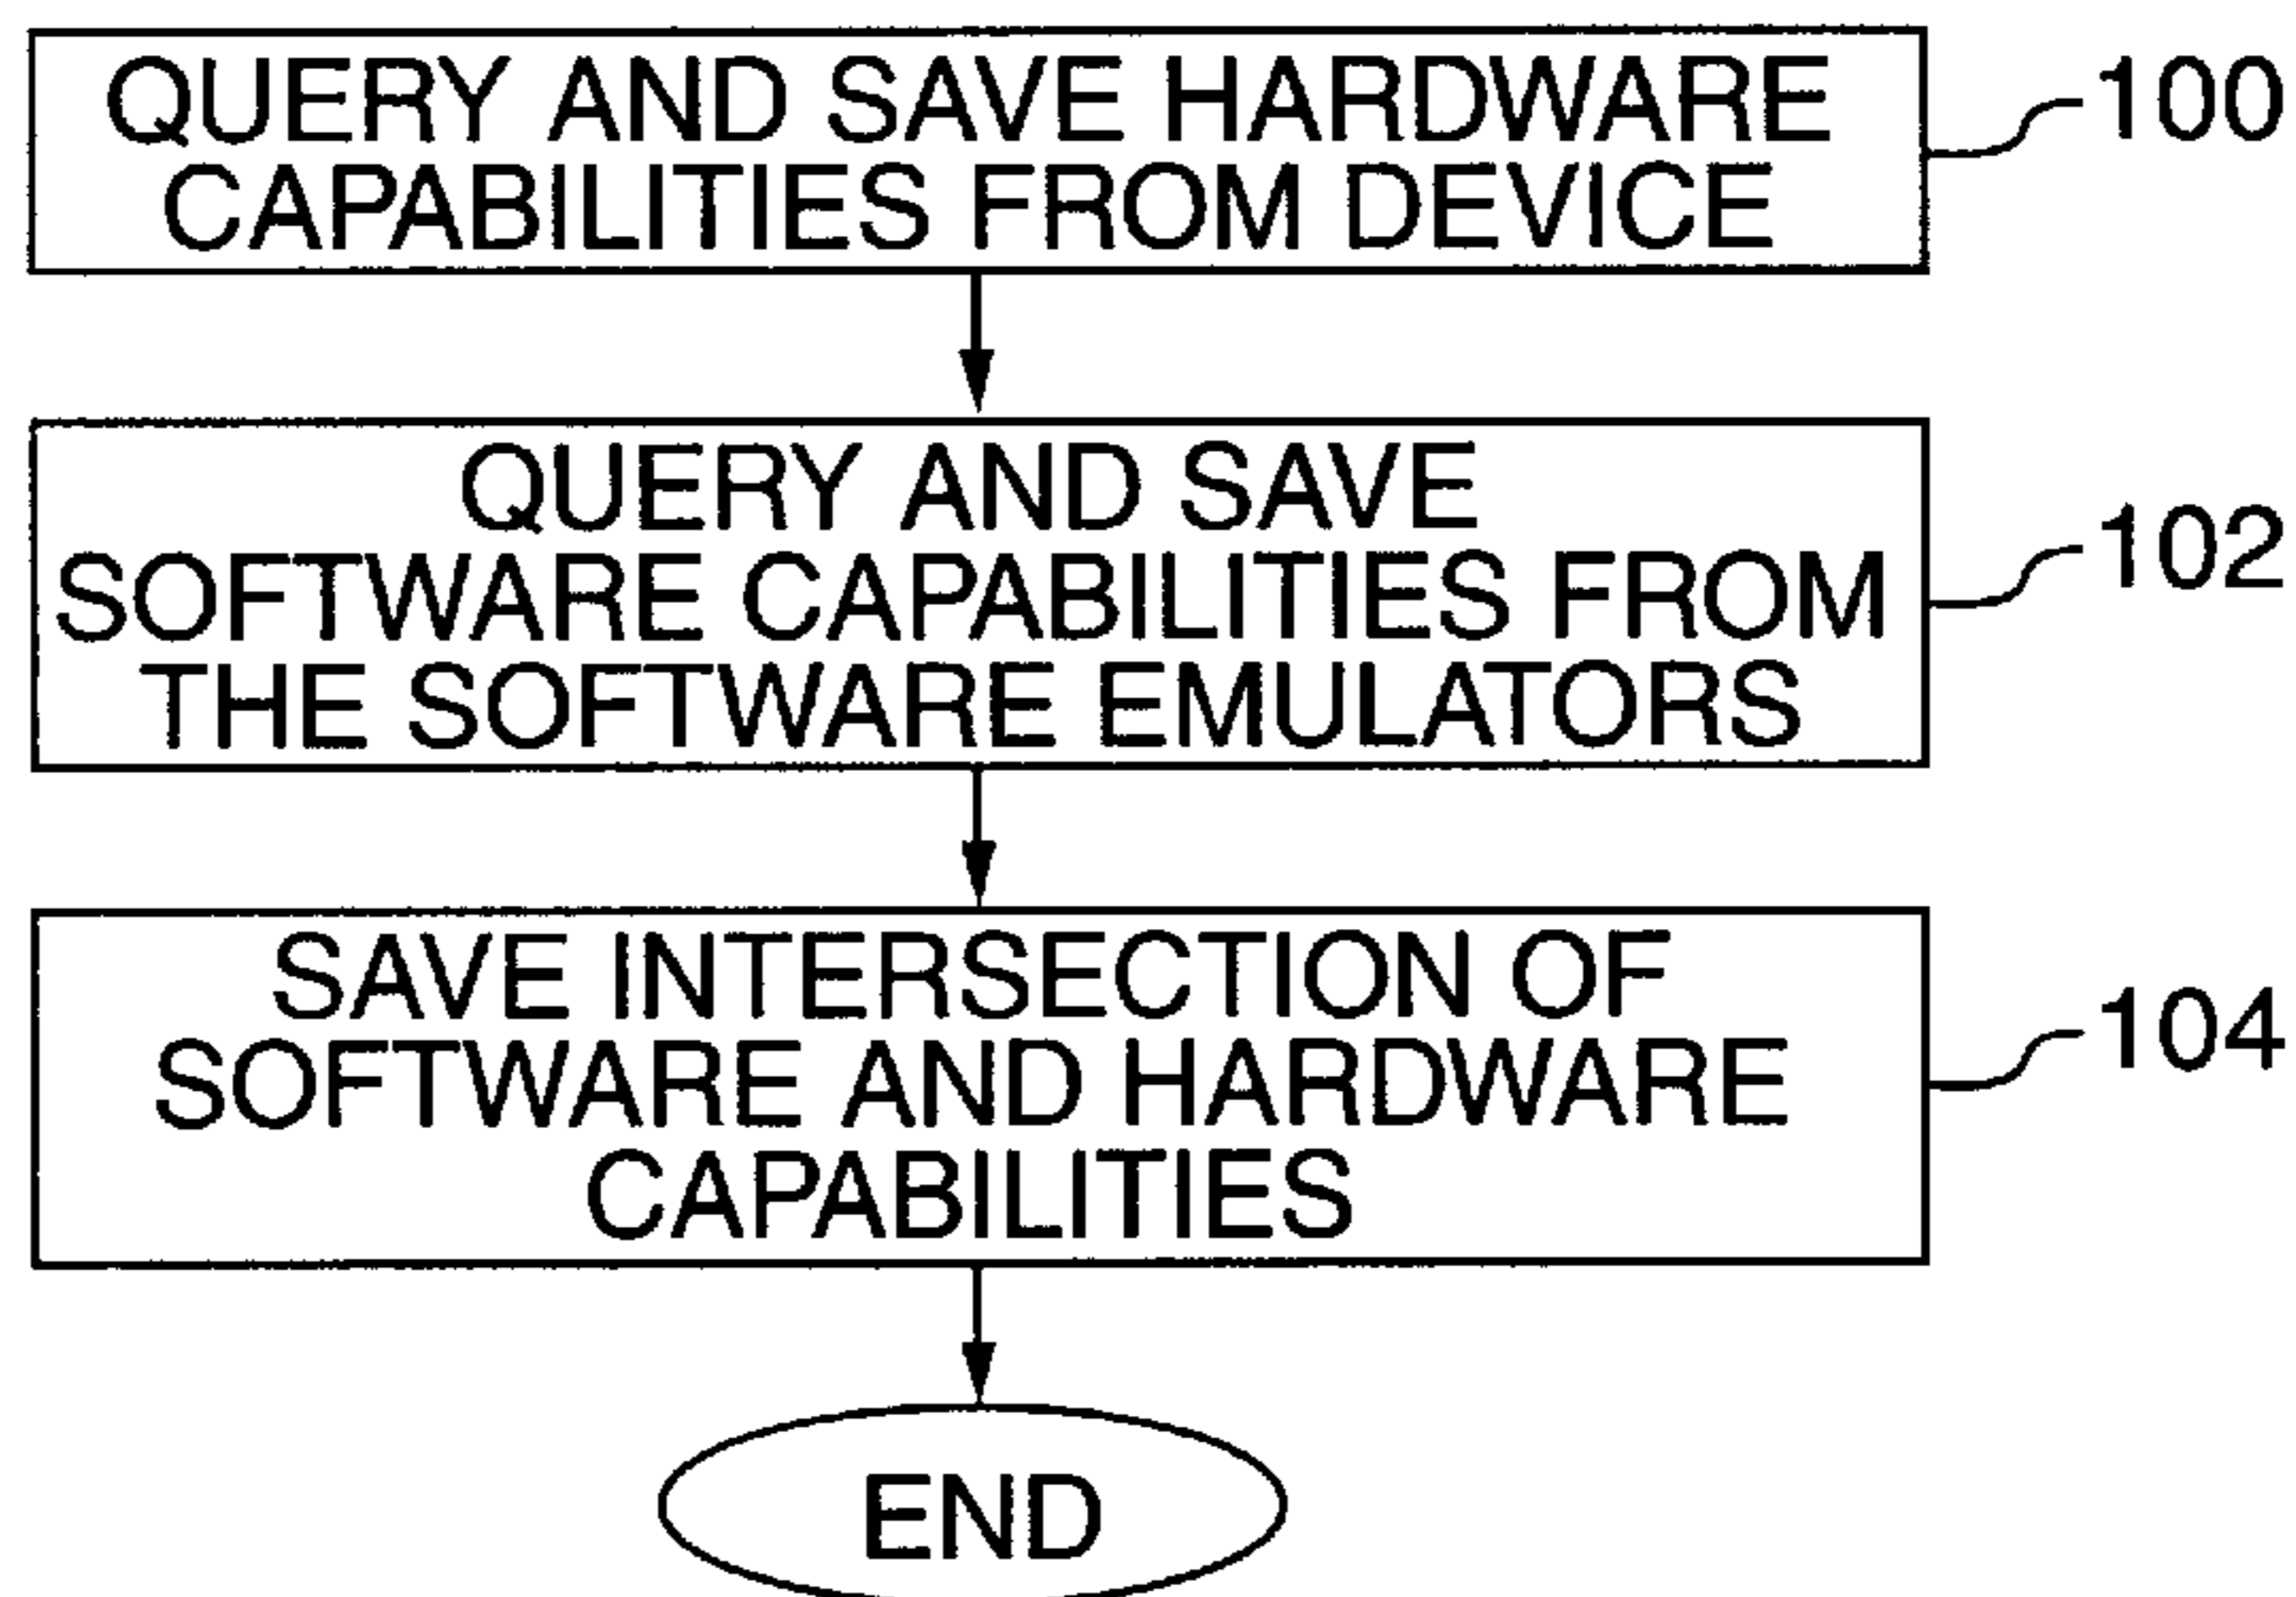 QUERY AND SAVE HARDWARE
CAPABILITIES FROM DEVICE
100
QUERY AND SAVE
SOFTWARE CAPABILITIES FROM
THE SOFTWARE EMULATORS
102
SAVE INTERSECTION OF
SOFTWARE AND HARDWARE
CAPABILITIES
104
END